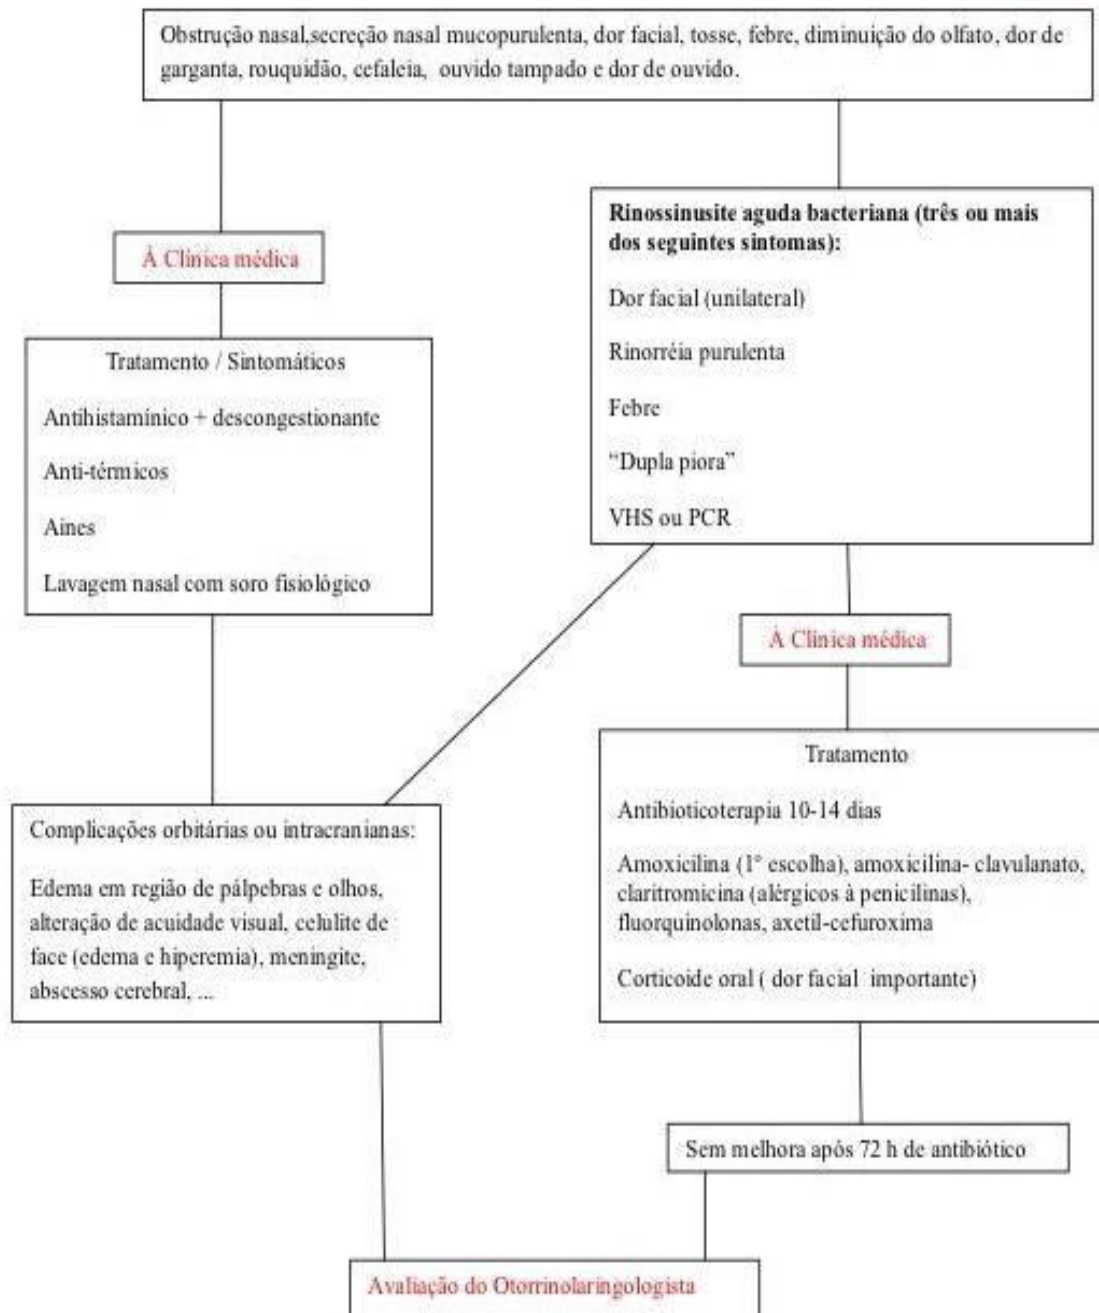 Obstrução nasal,secreção nasal mucopurulenta, dor facial, tosse, febre, diminuição do olfato, dor de
garganta, rouquidão, cefaleia, ouvido tampado e dor de ouvido.
À Clínica médica
Tratamento / Sintomáticos
Antihistamínico + descongestionante
Anti-térmicos
Aines
Lavagem nasal com soro fisiológico
Rinossinusite aguda bacteriana (três ou mais
dos seguintes sintomas):
Dor facial (unilateral)
Rinorréia purulenta
Febre
“Dupla piora”
VHS ou PCR
À Clínica médica
Tratamento
Antibioticoterapia 10-14 dias
Amoxicilina (1° escolha), amoxicilina- clavulanato,
claritromicina (alérgicos à penicilinas),
fluorquinolonas, axetil-cefuroxima
Corticoide oral ( dor facial importante)
Complicações orbitárias ou intracranianas:
Edema em região de pálpebras e olhos,
alteração de acuidade visual, celulite de
face (edema e hiperemia), meningite,
abscesso cerebral, ...
Sem melhora após 72 h de antibiótico
Avaliação do Otorrinolaringologista